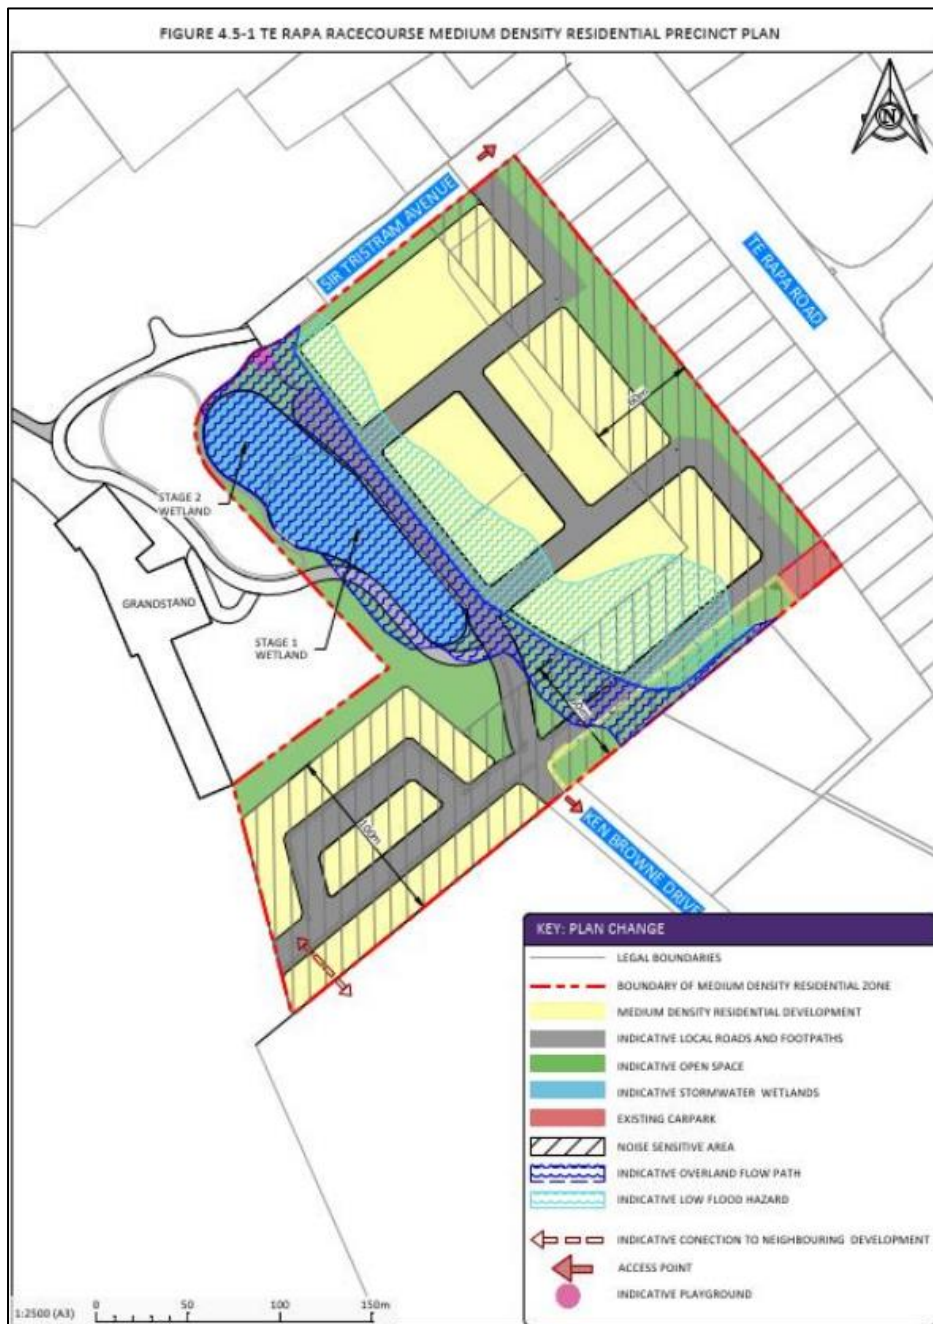 FIGURE 4.5-1 TE RAPA RACECOURSE MEDIUM DENSITY RESIDENTIAL PRECINCT PLAN
N
SIR TRISTRAM AVENUE
TE RAPA ROAD
60m
STAGE 2
WETLAND
GRANDSTAND
STAGE 1
WETLAND
100m
KEN BROWNE DRIVE
KEY: PLAN CHANGE
LEGAL BOUNDARIES
BOUNDARY OF MEDIUM DENSITY RESIDENTIAL ZONE
MEDIUM DENSITY RESIDENTIAL DEVELOPMENT
INDICATIVE LOCAL ROADS AND FOOTPATHS
INDICATIVE OPEN SPACE
INDICATIVE STORMWATER WETLANDS
EXISTING CARPARK
NOISE SENSITIVE AREA
INDICATIVE OVERLAND FLOW PATH
INDICATIVE LOW FLOOD HAZARD
INDICATIVE CONECTION TO NEIGHBOURING DEVELOPMENT
ACCESS POINT
INDICATIVE PLAYGROUND
1:2500 (A3)
0 50 100 150m